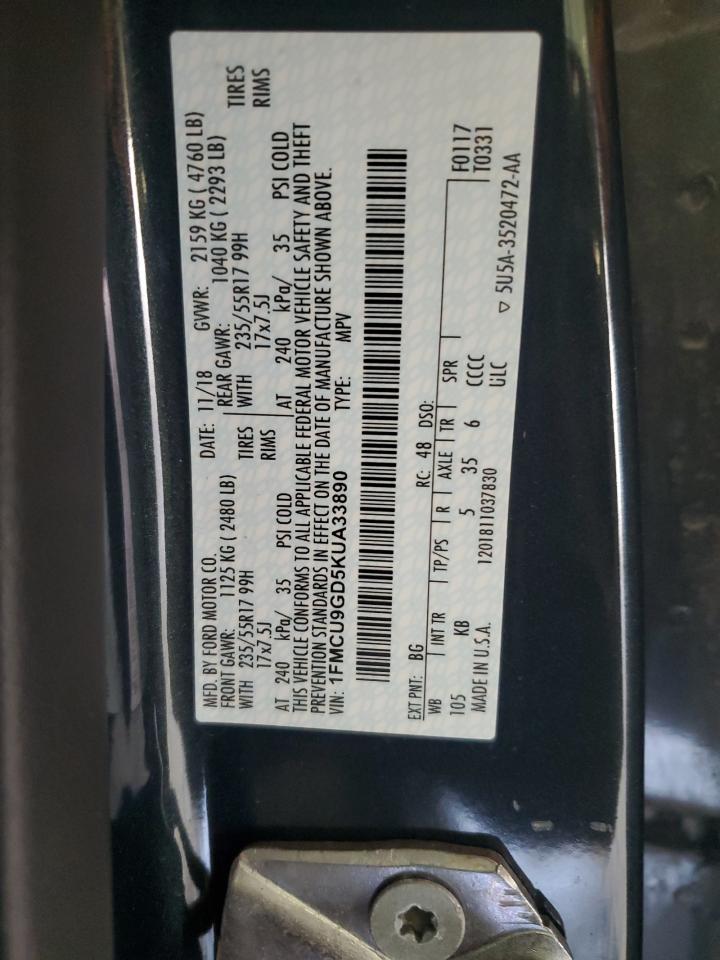 MFD. BY FORD MOTOR CO. DATE: 11/18 GVWR: 2159 KG ( 4760 LB)
FRONT GAWR: 1125 KG ( 2480 LB) REAR GAWR: 1040 KG ( 2293 LB)
WITH 235/55R17 99H TIRES WITH 235/55R17 99H TIRES
17x7.5J RIMS 17x7.5J RIMS
AT 240 kPa/ 35 PSI COLD AT 240 kPa/ 35 PSI COLD
THIS VEHICLE CONFORMS TO ALL APPLICABLE FEDERAL MOTOR VEHICLE SAFETY AND THEFT
PREVENTION STANDARDS IN EFFECT ON THE DATE OF MANUFACTURE SHOWN ABOVE.
VIN: 1FMCU9GD5KUA33890 TYPE: MPV
EXT PNT: BG RC: 48 DSO:
WB INT TR TP/PS R AXLE TR SPR F0117
105 KB 5 35 6 CCCC T0331
MADE IN U.S.A. 1201811037830 ULC
▽ 5U5A-3520472-AA